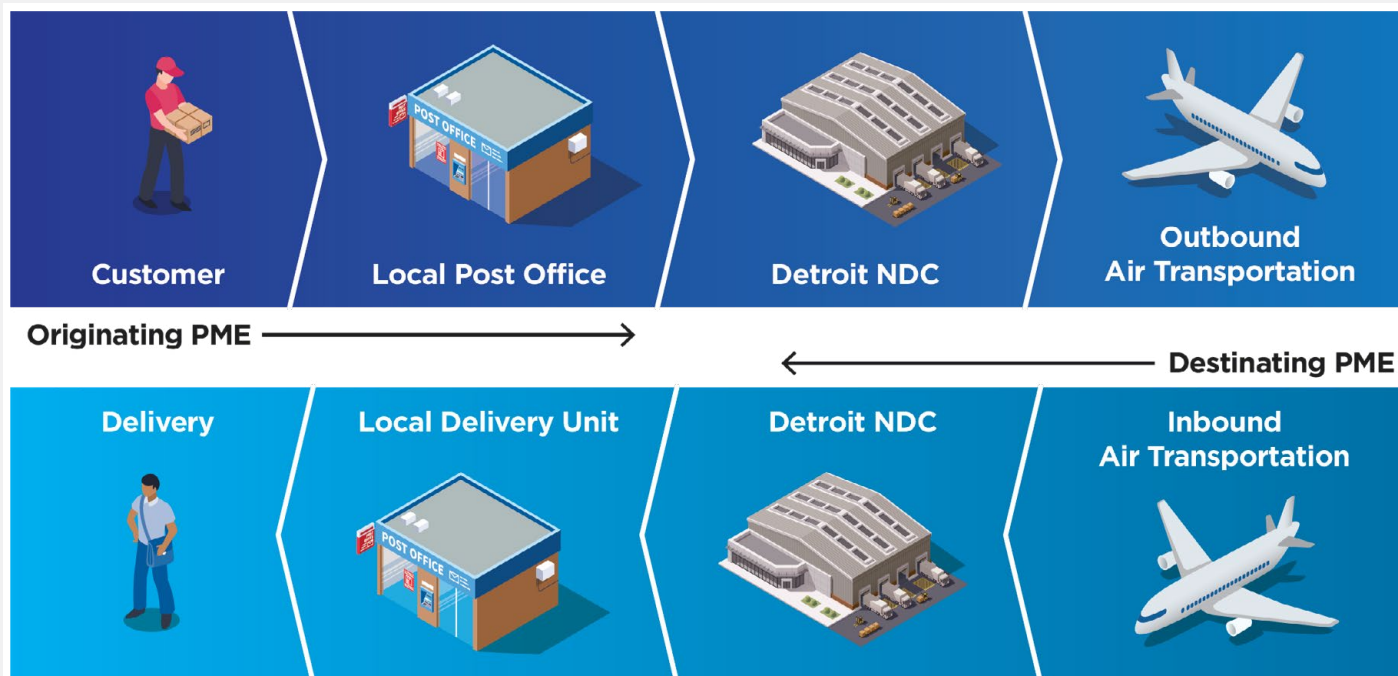 POST OFFICE
Customer
Local Post Office
Detroit NDC
Outbound
Air Transportation
Originating PME
Destinating PME
Delivery
Local Delivery Unit
Detroit NDC
Inbound
Air Transportation
POST OFFICE